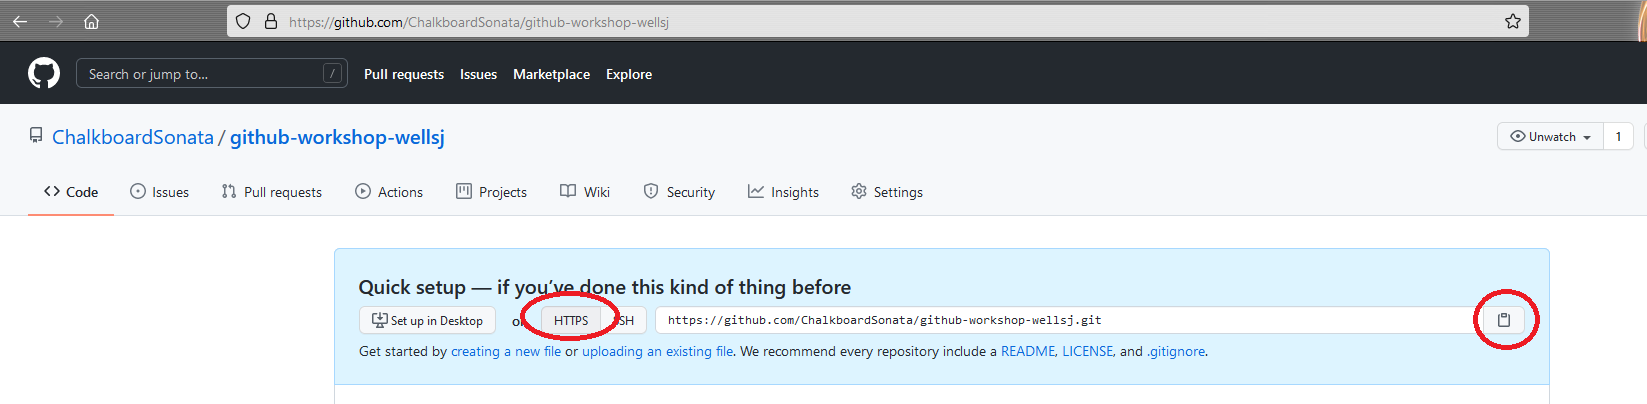 https://github.com/ChalkboardSonata/github-workshop-wellsj
Search or jump to... / Pull requests Issues Marketplace Explore
ChalkboardSonata / github-workshop-wellsj Unwatch 1
Code Issues Pull requests Actions Projects Wiki Security Insights Settings
Quick setup — if you've done this kind of thing before
Set up in Desktop or HTTPS SSH https://github.com/ChalkboardSonata/github-workshop-wellsj.git
Get started by creating a new file or uploading an existing file. We recommend every repository include a README, LICENSE, and .gitignore.